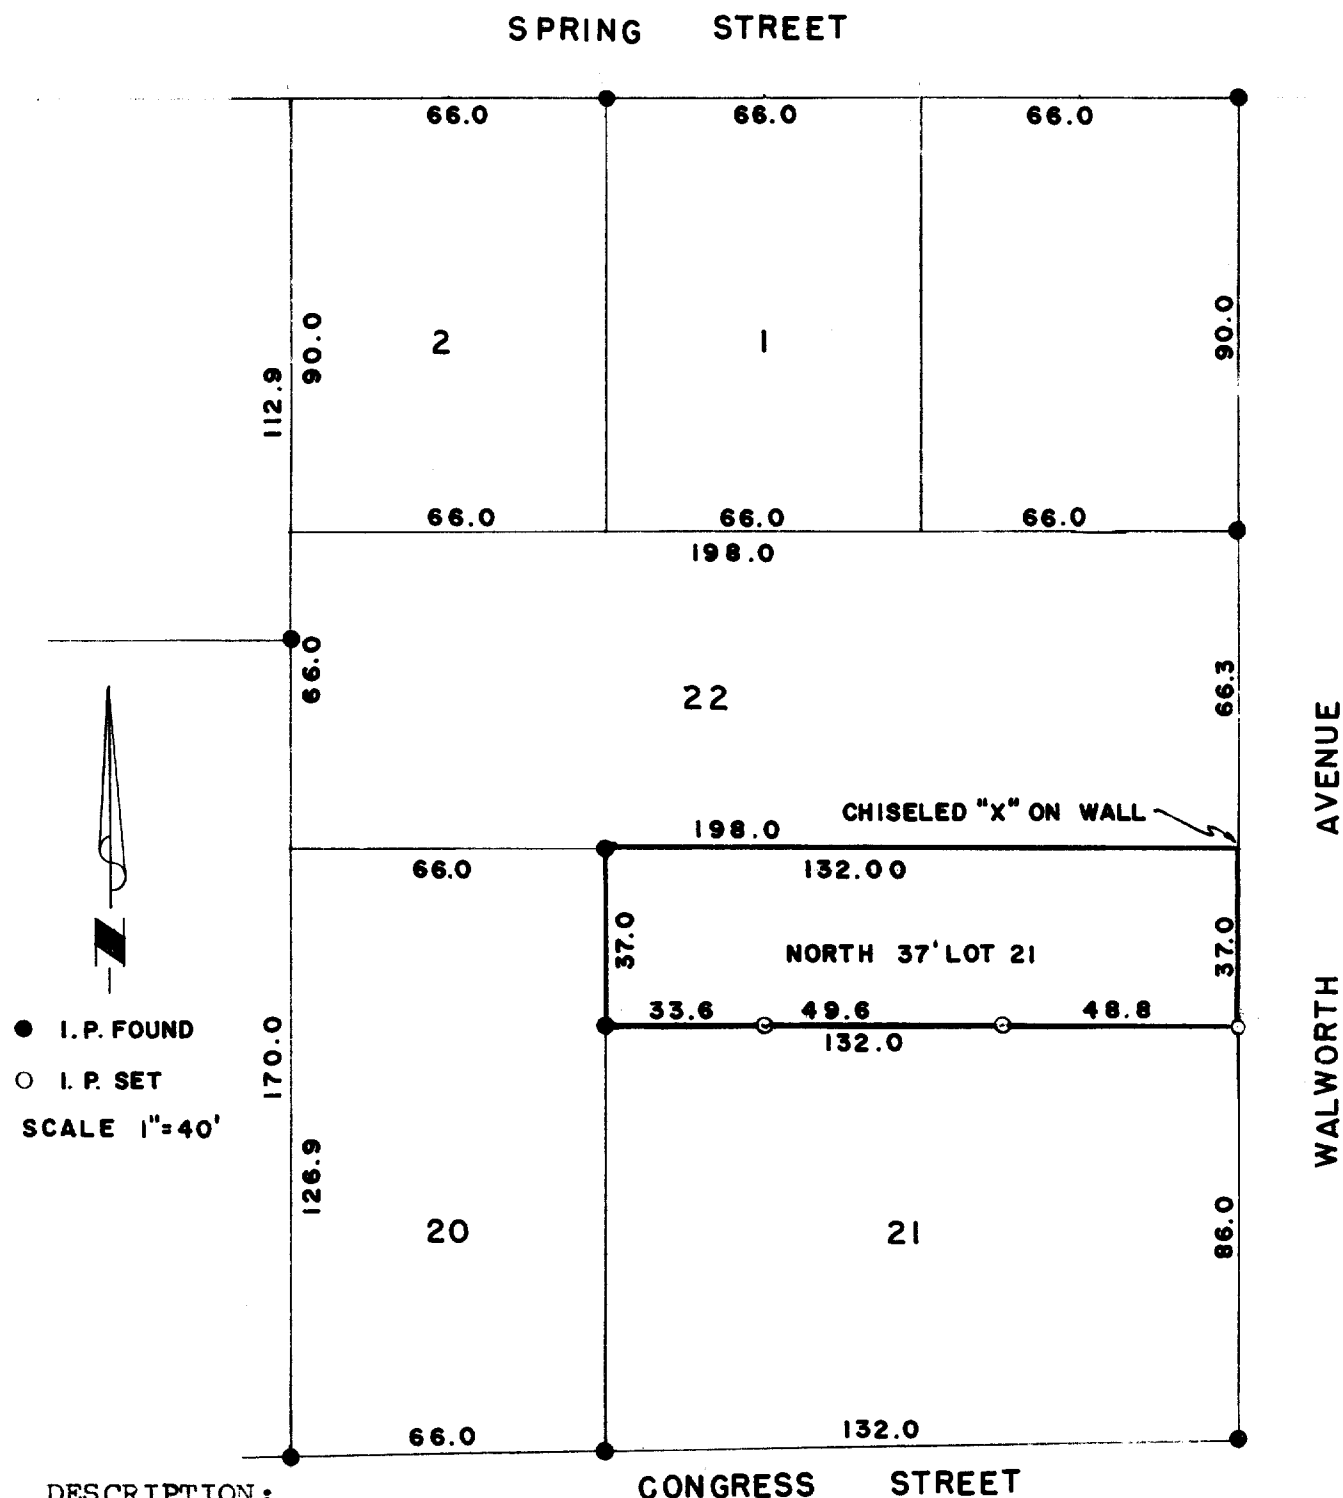 SPRING STREET
66.0 66.0 66.0
90.0
112.9
2
1
90.0
66.0 66.0 66.0
198.0
66.0
22
66.3
AVENUE
CHISELED "X" ON WALL
198.0
66.0
132.00
37.0
NORTH 37' LOT 21
37.0
33.6 49.6 48.8
132.0
N
I.P. FOUND
I.P. SET
SCALE 1"=40'
170.0
WALWORTH
126.9
20
21
86.0
66.0
132.0
CONGRESS STREET
DESCRIPTION: